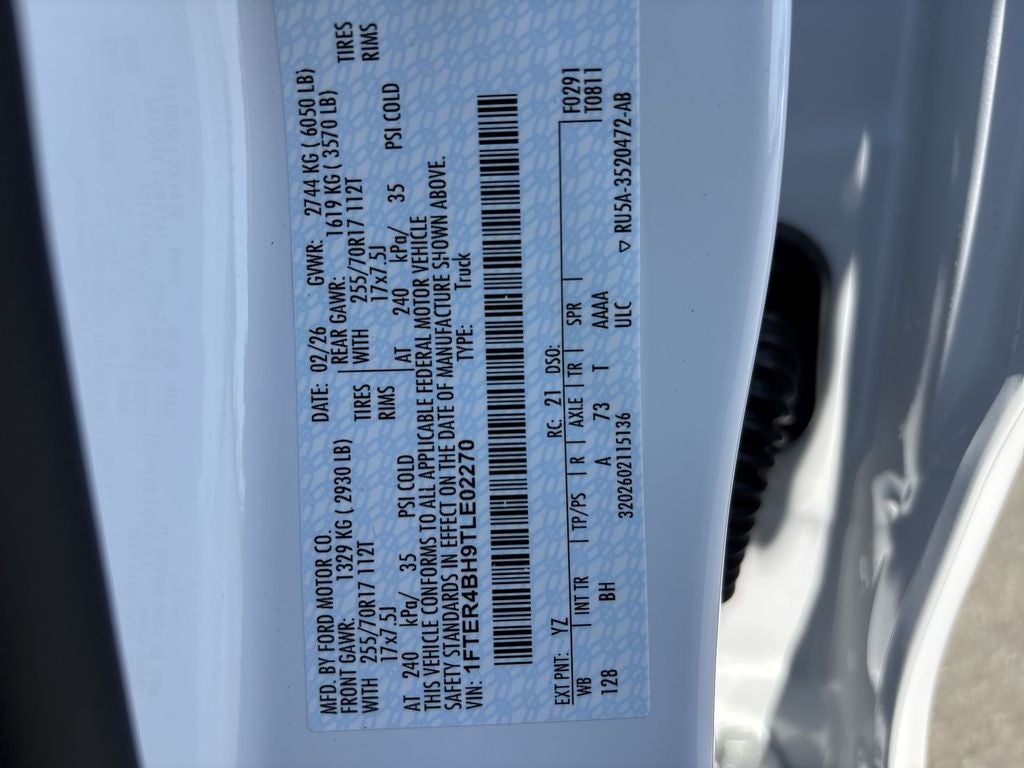 MFD. BY FORD MOTOR CO. DATE: 02/26 GVWR: 2744 KG ( 6050 LB)
FRONT GAWR: 1329 KG ( 2930 LB) REAR GAWR: 1619 KG ( 3570 LB)
WITH 255/70R17 112T TIRES WITH 255/70R17 112T TIRES
17x7.5J RIMS 17x7.5J RIMS
AT 240 kPa/ 35 PSI COLD AT 240 kPa/ 35 PSI COLD
THIS VEHICLE CONFORMS TO ALL APPLICABLE FEDERAL MOTOR VEHICLE
SAFETY STANDARDS IN EFFECT ON THE DATE OF MANUFACTURE SHOWN ABOVE.
VIN: 1FTER4BH9TLE02270 TYPE: Truck
EXT PNT: YZ RC: 21 DSO: F0291
WB INT TR TP/PS R AXLE TR SPR T0811
128 BH A 73 T AAAA
3202602115136 ULC ▽ RU5A-3520472-AB